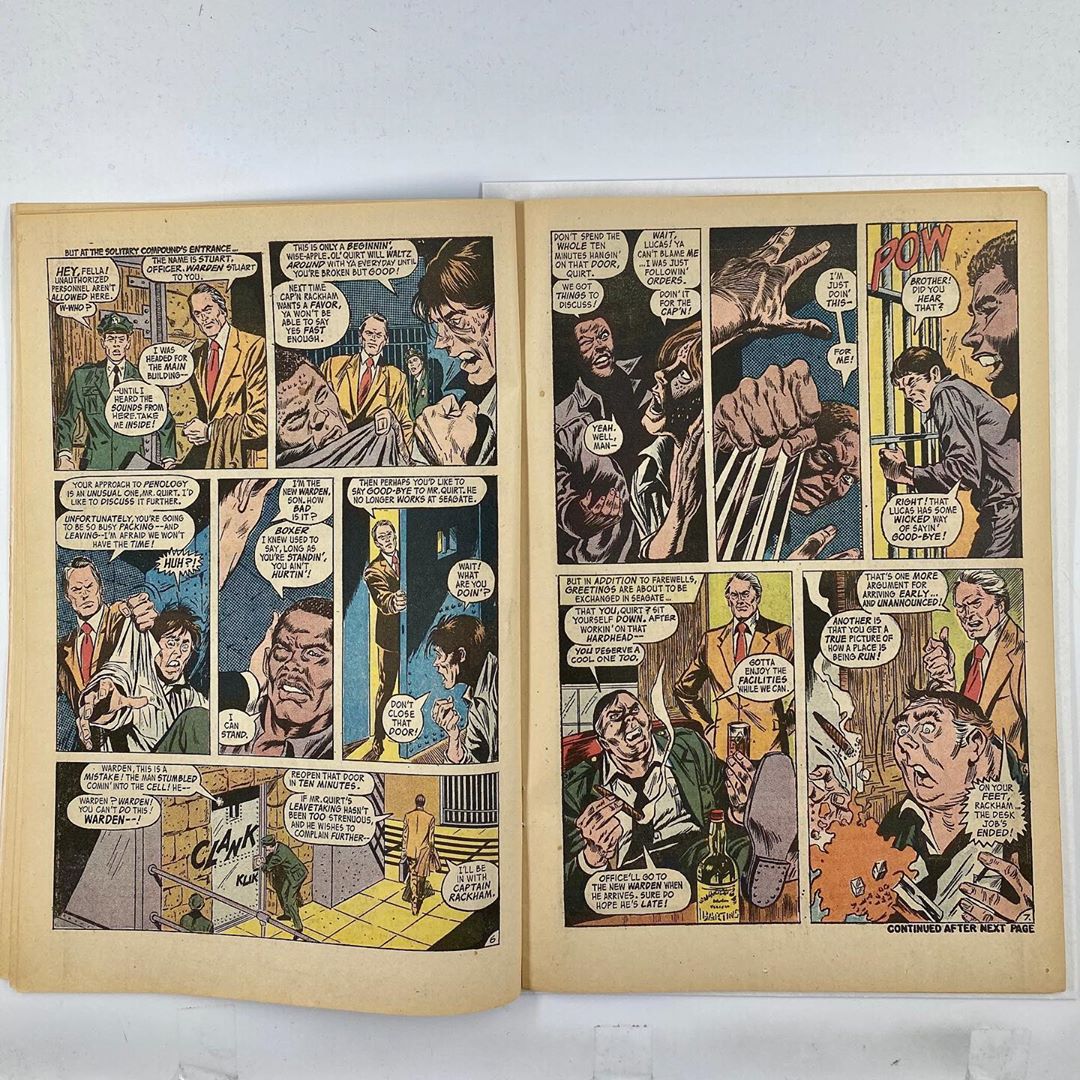 BUT AT THE SOLITARY COMPOUND'S ENTRANCE...
HEY, FELLA!
UNAUTHORIZED
PERSONNEL AREN'T
ALLOWED HERE.
W-WHO?
THE NAME IS STUART,
OFFICER. WARDEN STUART
TO YOU.
I WAS
HEADED FOR
THE MAIN
BUILDING--
--UNTIL I
HEARD THE
SOUNDS FROM
HERE. TAKE
ME INSIDE!
THIS IS ONLY A BEGINNIN',
WISE-APPLE. OL' QUIRT WILL WALTZ
AROUND WITH YA EVERYDAY UNTIL
YOU'RE BROKEN BUT GOOD!
NEXT TIME
CAP'N RACKHAM
WANTS A FAVOR,
YA WON'T BE
ABLE TO SAY
YES FAST
ENOUGH.
YOUR APPROACH TO PENOLOGY
IS AN UNUSUAL ONE, MR. QUIRT. I'D
LIKE TO DISCUSS IT FURTHER.
UNFORTUNATELY, YOU'RE GOING
TO BE SO BUSY PACKING--AND
LEAVING--I'M AFRAID WE WON'T
HAVE THE TIME!
HUH?!
I'M THE
NEW WARDEN,
SON. HOW
BAD
IS IT?
BOXER
I KNEW USED TO
SAY, LONG AS
YOU'RE STANDIN',
YOU AIN'T
HURTIN'!
I
CAN
STAND.
THEN PERHAPS YOU'D LIKE TO
SAY GOOD-BYE TO MR. QUIRT. HE
NO LONGER WORKS AT SEAGATE.
WAIT!
WHAT
ARE YOU
DOIN'?
DON'T
CLOSE
THAT
DOOR!
WARDEN, THIS IS A
MISTAKE! THE MAN STUMBLED
COMIN' INTO THE CELL! HE--
WARDEN? WARDEN!
YOU CAN'T DO THIS!
WARDEN--!
CLANK
KLIK
REOPEN THAT DOOR
IN TEN MINUTES.
IF MR. QUIRT'S
LEAVETAKING HASN'T
BEEN TOO STRENUOUS,
AND HE WISHES TO
COMPLAIN FURTHER--
I'LL BE
IN WITH
CAPTAIN
RACKHAM.
6
DON'T SPEND THE
WHOLE TEN
MINUTES HANGIN'
ON THAT DOOR,
QUIRT.
WE GOT
THINGS TO
DISCUSS!
WAIT,
LUCAS! YA
CAN'T BLAME ME
...I WAS JUST
FOLLOWIN'
ORDERS.
DOIN' IT
FOR THE
CAP'N!
YEAH.
WELL,
MAN--
I'M
JUST
DOIN'
THIS--
FOR
ME!
POW
BROTHER!
DID YOU
HEAR
THAT?
RIGHT! THAT
LUCAS HAS SOME
WICKED WAY
OF SAYIN'
GOOD-BYE!
BUT IN ADDITION TO FAREWELLS,
GREETINGS ARE ABOUT TO BE
EXCHANGED IN SEAGATE...
THAT YOU, QUIRT? SIT
YOURSELF DOWN. AFTER
WORKIN' ON THAT
HARDHEAD--
YOU DESERVE A
COOL ONE TOO.
GOTTA
ENJOY THE
FACILITIES
WHILE WE CAN.
OFFICE'LL GO TO
THE NEW WARDEN WHEN
HE ARRIVES. SURE DO
HOPE HE'S LATE!
THAT'S ONE MORE
ARGUMENT FOR
ARRIVING EARLY...
AND UNANNOUNCED!
ANOTHER IS
THAT YOU GET A
TRUE PICTURE OF
HOW A PLACE IS
BEING RUN!
ON YOUR
FEET,
RACKHAM...
THE DESK
JOB'S
ENDED!
7.
CONTINUED AFTER NEXT PAGE